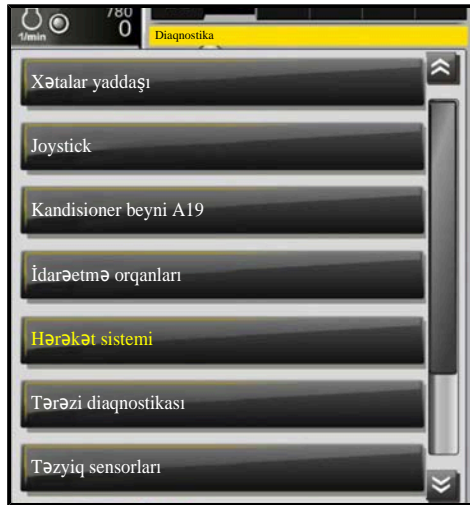 780
1/min
0
Diaqnostika
Xətalar yaddaşı
Joystick
Kandisioner beyni A19
İdarəetmə orqanları
Hərəkət sistemi
Tərəzi diaqnostikası
Təzyiq sensorları